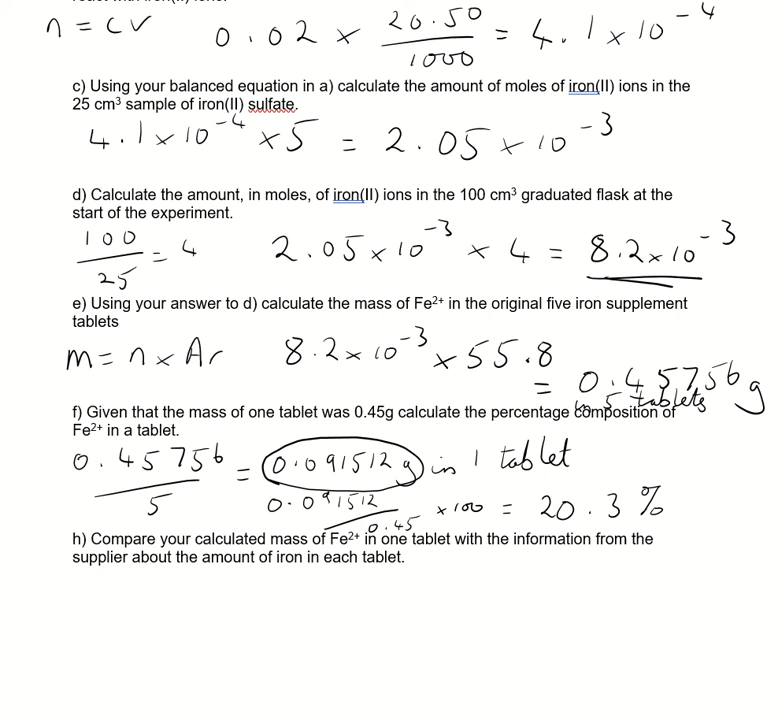 n = cv 0.02 × 20.50/1000 = 4.1 × 10⁻⁴
c) Using your balanced equation in a) calculate the amount of moles of iron(II) ions in the
25 cm³ sample of iron(II) sulfate.
4.1 × 10⁻⁴ × 5 = 2.05 × 10⁻³
d) Calculate the amount, in moles, of iron(II) ions in the 100 cm³ graduated flask at the
start of the experiment.
100/25 = 4 2.05 × 10⁻³ × 4 = 8.2 × 10⁻³
e) Using your answer to d) calculate the mass of Fe²⁺ in the original five iron supplement
tablets
m = n × Ar 8.2 × 10⁻³ × 55.8
= 0.45756 g
5 tablets
f) Given that the mass of one tablet was 0.45g calculate the percentage composition of
Fe²⁺ in a tablet.
0.45756/5 = 0.091512 g in 1 tablet
0.091512/0.45 × 100 = 20.3 %
h) Compare your calculated mass of Fe²⁺ in one tablet with the information from the
supplier about the amount of iron in each tablet.